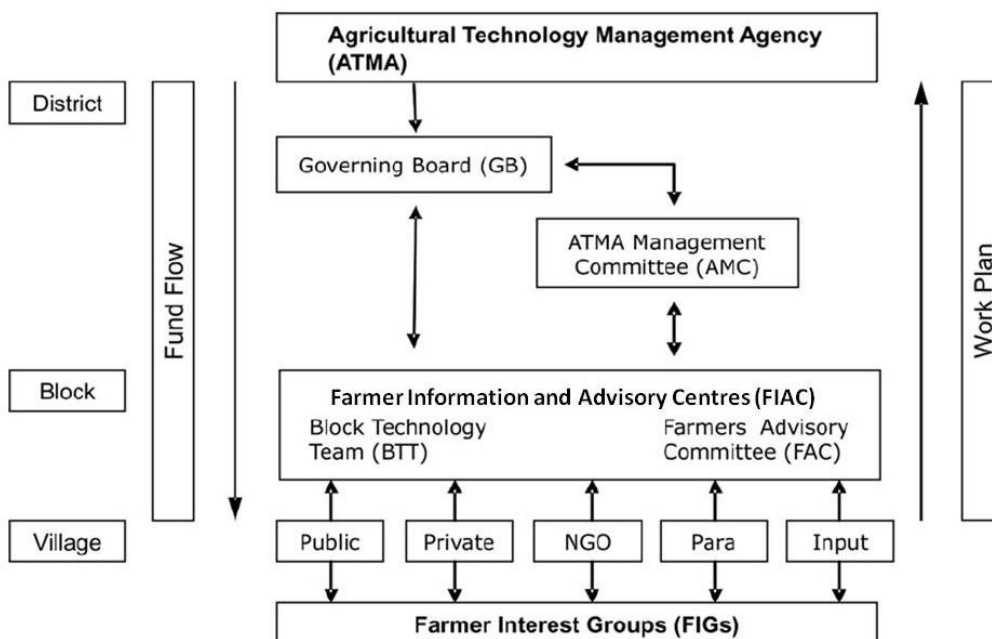 Agricultural Technology Management Agency
(ATMA)
District
Governing Board (GB)
ATMA Management
Committee (AMC)
Fund Flow
Work Plan
Block
Farmer Information and Advisory Centres (FIAC)
Block Technology
Team (BTT)
Farmers Advisory
Committee (FAC)
Village
Public
Private
NGO
Para
Input
Farmer Interest Groups (FIGs)